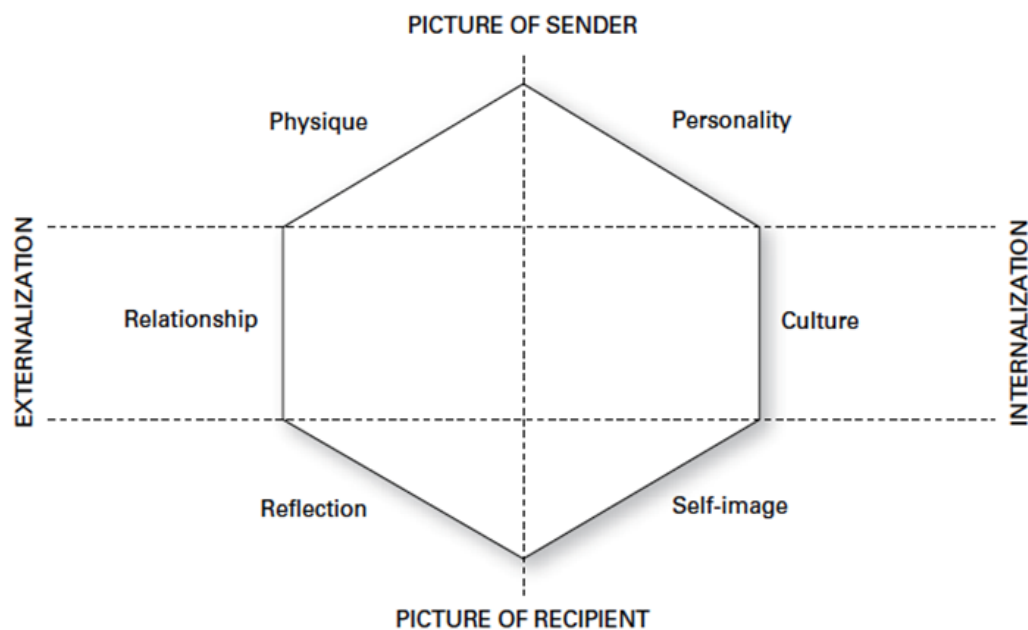 PICTURE OF SENDER
Physique
Personality
EXTERNALIZATION
INTERNALIZATION
Relationship
Culture
Reflection
Self-image
PICTURE OF RECIPIENT